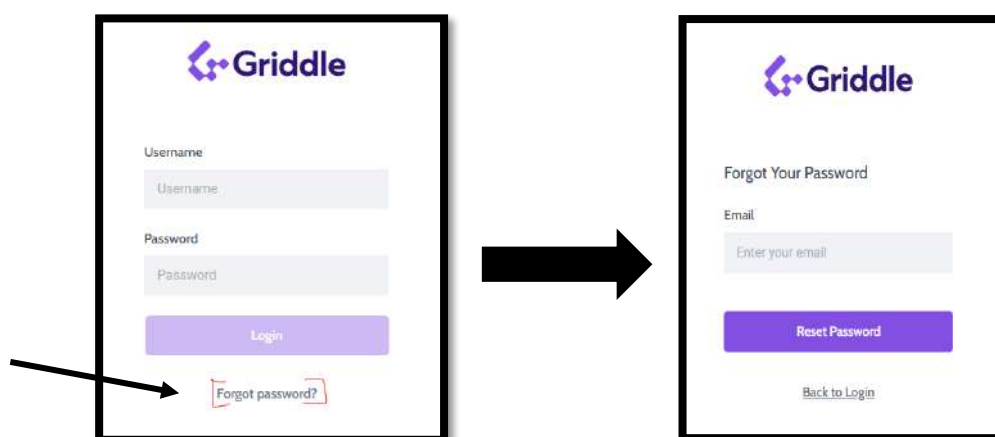 Griddle
Username
Username
Password
Password
Login
Forgot password?
Griddle
Forgot Your Password
Email
Enter your email
Reset Password
Back to Login